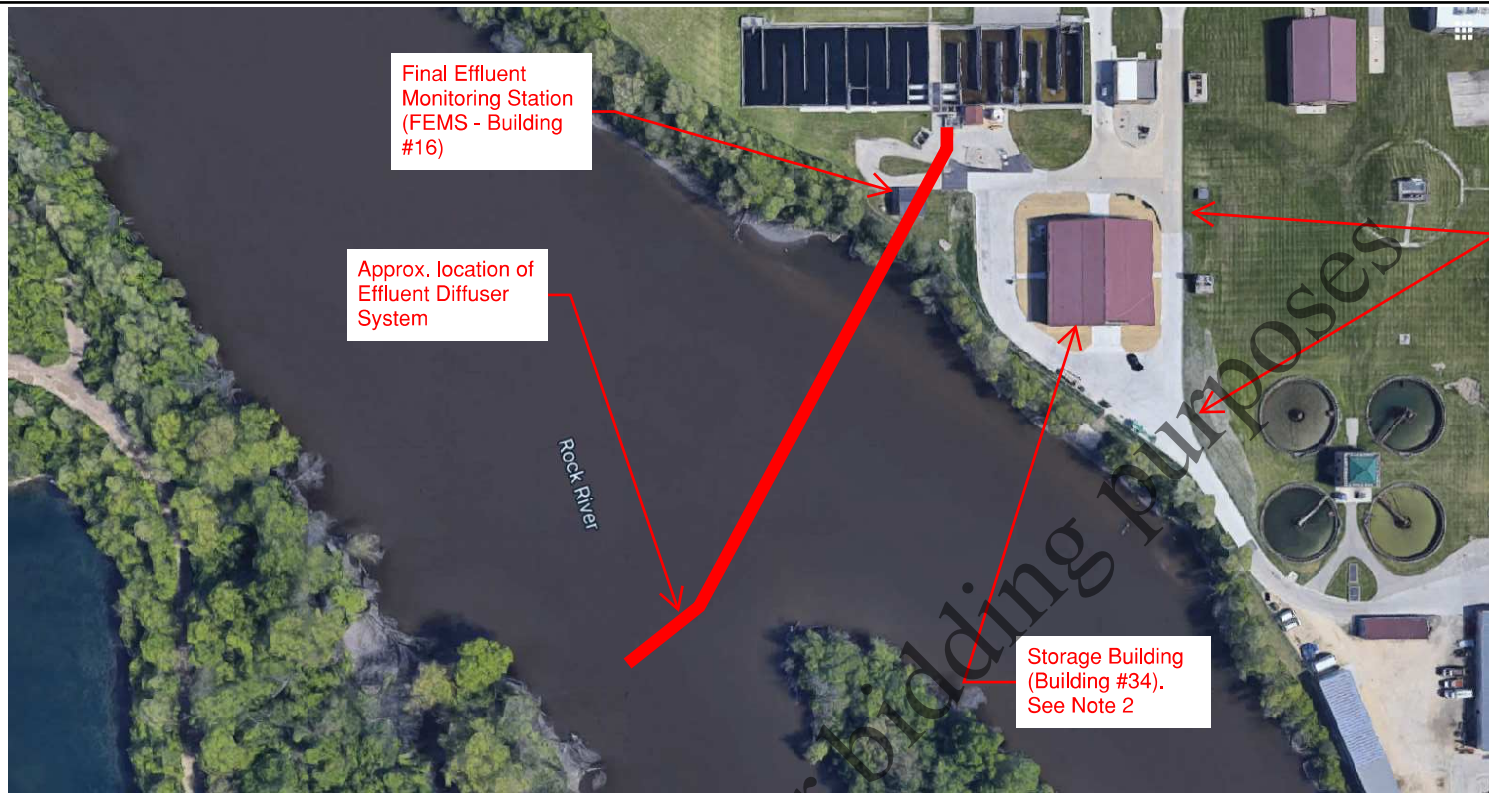 Final Effluent
Monitoring Station
(FEMS - Building
#16)
Approx. location of
Effluent Diffuser
System
Rock River
Storage Building
(Building #34).
See Note 2
bidding purposes